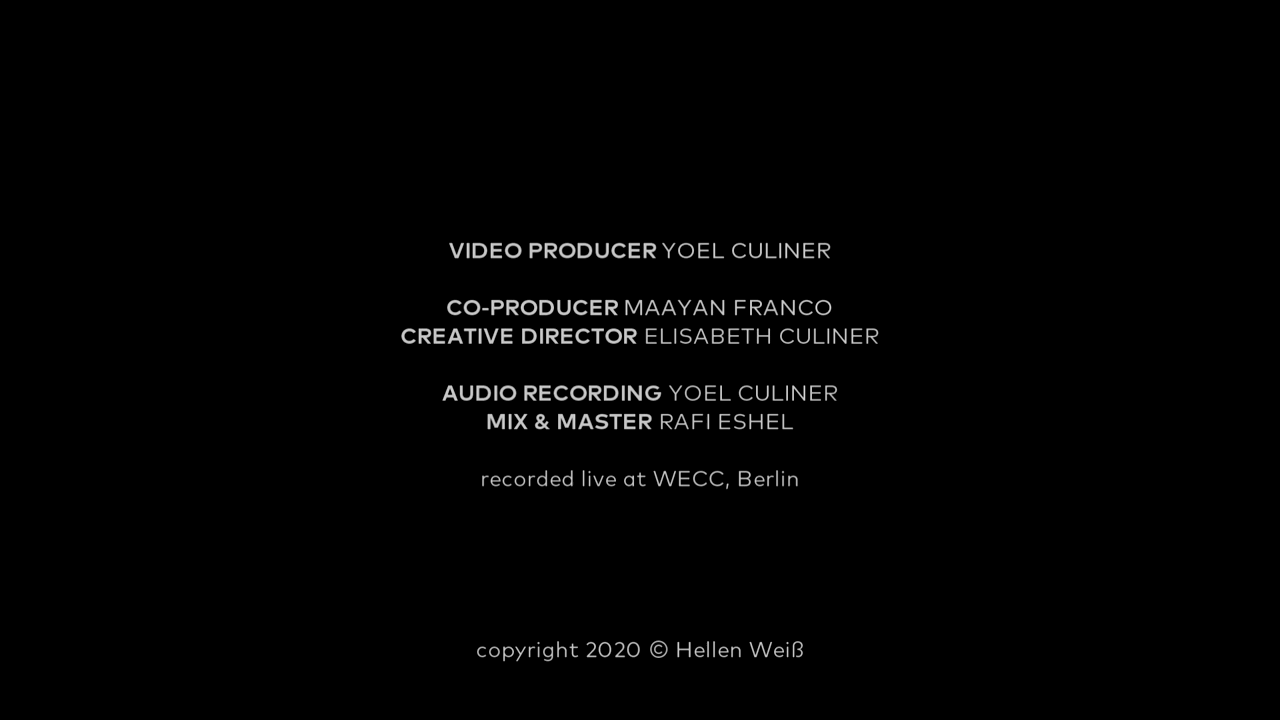 VIDEO PRODUCER YOEL CULINER
CO-PRODUCER MAAYAN FRANCO
CREATIVE DIRECTOR ELISABETH CULINER
AUDIO RECORDING YOEL CULINER
MIX & MASTER RAFI ESHEL
recorded live at WECC, Berlin
copyright 2020 © Hellen Weiß